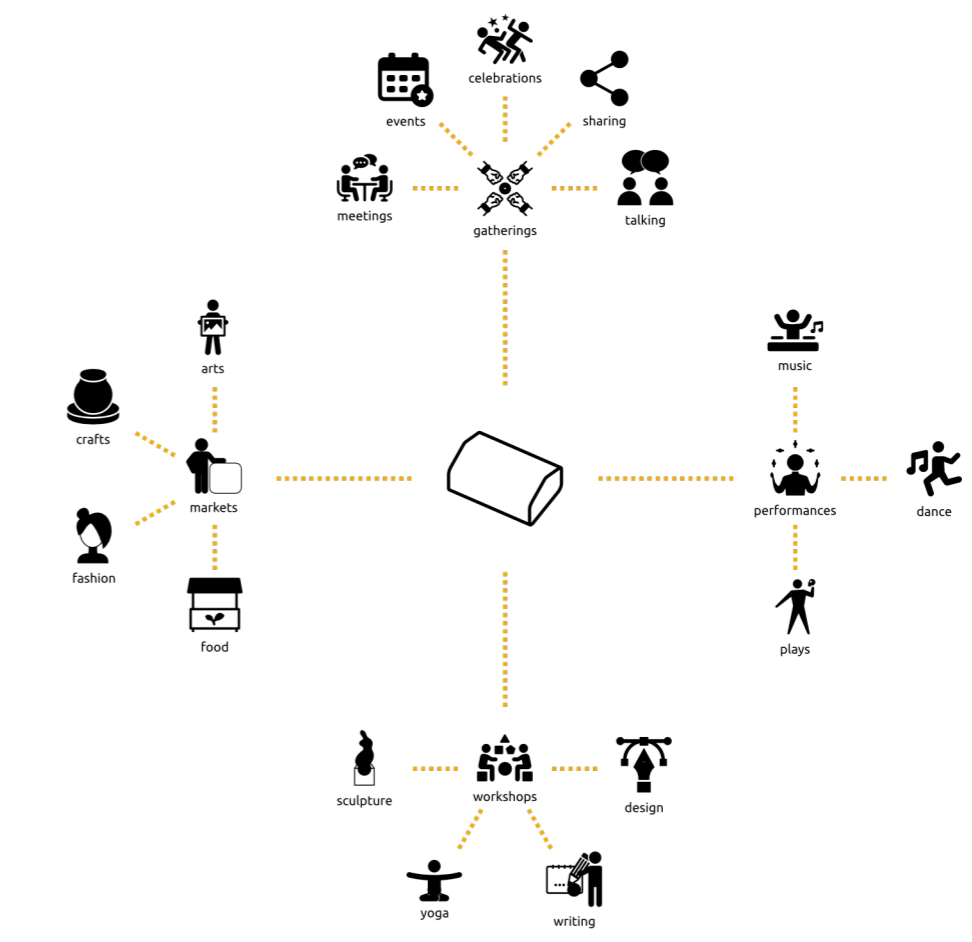 celebrations
events
sharing
meetings
talking
gatherings
arts
music
crafts
markets
performances
dance
fashion
food
plays
sculpture
workshops
design
yoga
writing